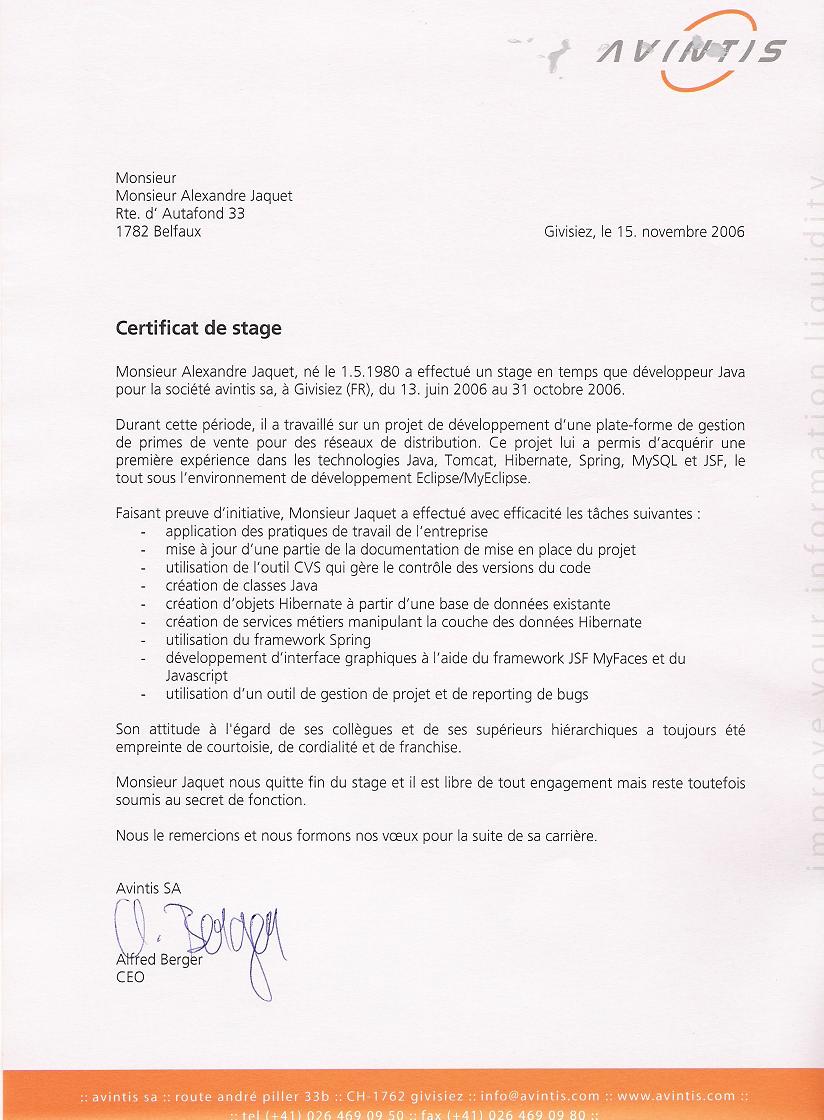 AVINTIS
Monsieur
Monsieur Alexandre Jaquet
Rte. d' Autafond 33
1782 Belfaux
Givisiez, le 15. novembre 2006
improve your information liquidity
Certificat de stage
Monsieur Alexandre Jaquet, né le 1.5.1980 a effectué un stage en temps que développeur Java
pour la société avintis sa, à Givisiez (FR), du 13. juin 2006 au 31 octobre 2006.
Durant cette période, il a travaillé sur un projet de développement d'une plate-forme de gestion
de primes de vente pour des réseaux de distribution. Ce projet lui a permis d'acquérir une
première expérience dans les technologies Java, Tomcat, Hibernate, Spring, MySQL et JSF, le
tout sous l'environnement de développement Eclipse/MyEclipse.
Faisant preuve d'initiative, Monsieur Jaquet a effectué avec efficacité les tâches suivantes :
- application des pratiques de travail de l'entreprise
- mise à jour d'une partie de la documentation de mise en place du projet
- utilisation de l'outil CVS qui gère le contrôle des versions du code
- création de classes Java
- création d'objets Hibernate à partir d'une base de données existante
- création de services métiers manipulant la couche des données Hibernate
- utilisation du framework Spring
- développement d'interface graphiques à l'aide du framework JSF MyFaces et du
Javascript
- utilisation d'un outil de gestion de projet et de reporting de bugs
Son attitude à l'égard de ses collègues et de ses supérieurs hiérarchiques a toujours été
empreinte de courtoisie, de cordialité et de franchise.
Monsieur Jaquet nous quitte fin du stage et il est libre de tout engagement mais reste toutefois
soumis au secret de fonction.
Nous le remercions et nous formons nos vœux pour la suite de sa carrière.
Avintis SA
A. Berger
Alfred Berger
CEO
:: avintis sa :: route andré piller 33b :: CH-1762 givisiez :: info@avintis.com :: www.avintis.com ::
:: tel (+41) 026 469 09 50 :: fax (+41) 026 469 09 80 ::